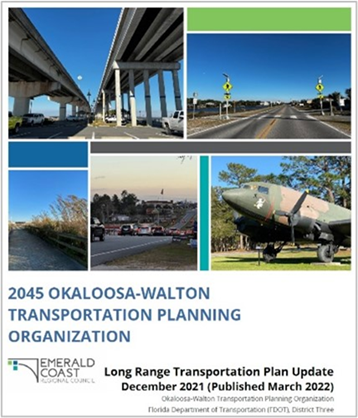 2045 OKALOOSA-WALTON
TRANSPORTATION PLANNING
ORGANIZATION
EMERALD
COAST
REGIONAL COUNCIL
Long Range Transportation Plan Update
December 2021 (Published March 2022)
Okaloosa-Walton Transportation Planning Organization
Florida Department of Transportation (FDOT), District Three